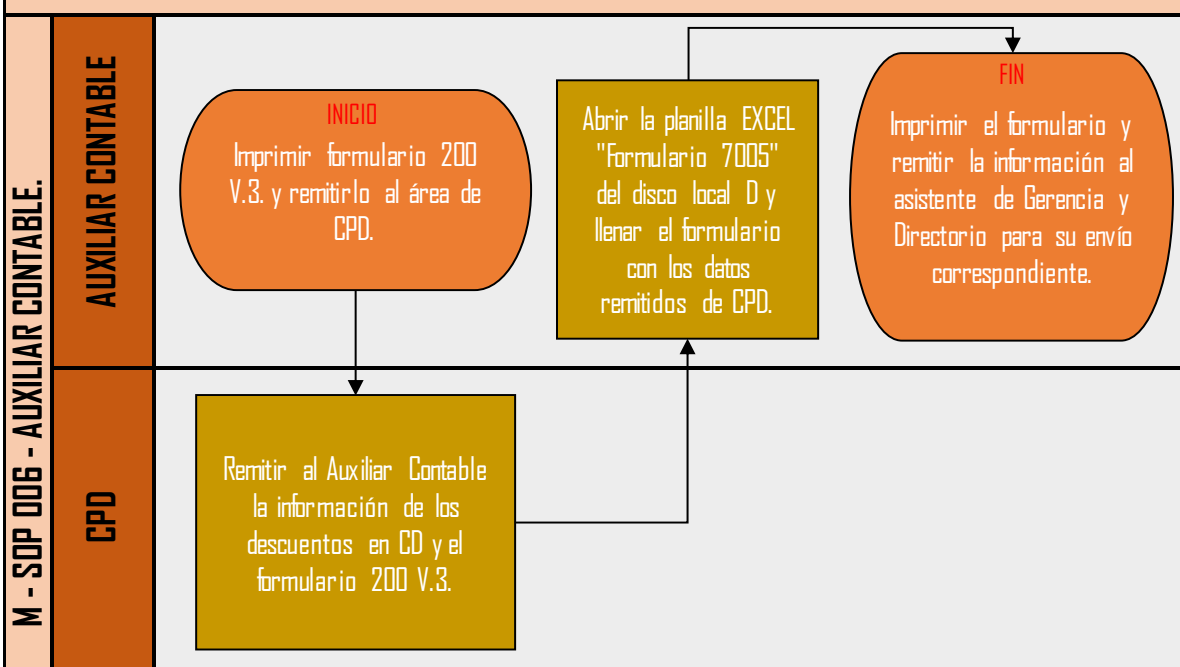 M - SOP 006 - AUXILIAR CONTABLE.
AUXILIAR CONTABLE
INICIO
Imprimir formulario 200
V.3. y remitirlo al área de
CPD.
Abrir la planilla EXCEL
"Formulario 7005"
del disco local D y
llenar el formulario
con los datos
remitidos de CPD.
FIN
Imprimir el formulario y
remitir la información al
asistente de Gerencia y
Directorio para su envío
correspondiente.
CPD
Remitir al Auxiliar Contable
la información de los
descuentos en CD y el
formulario 200 V.3.